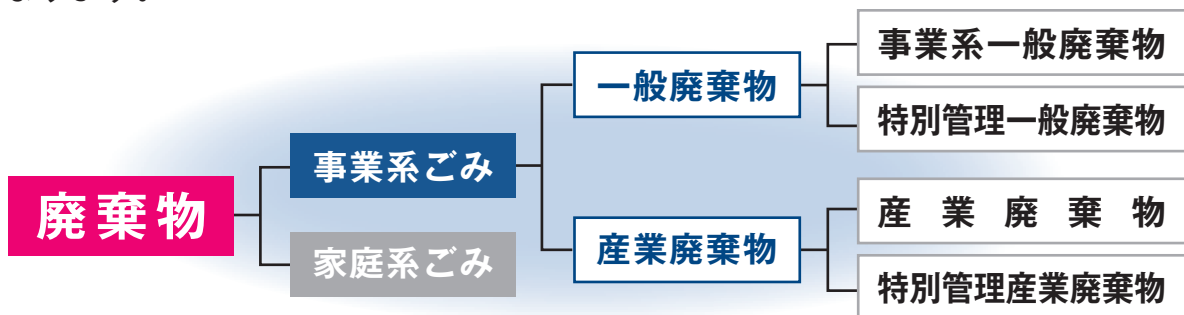 廃棄物
事業系ごみ
家庭系ごみ
一般廃棄物
産業廃棄物
事業系一般廃棄物
特別管理一般廃棄物
産業廃棄物
特別管理産業廃棄物